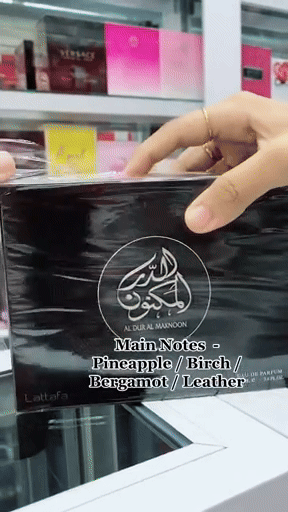 VERSACE
الدر
المكنون
AL DUR AL MAKNOON
Main Notes -
Pineapple / Birch /
Bergamot / Leather
EAU DE PARFUM
Lattafa